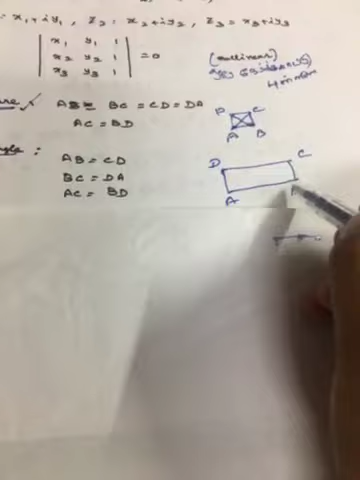 x₁+iy₁, z₂ = x₂+iy₂, z₃ = x₃+iy₃
| x₁ y₁ 1 |
| x₂ y₂ 1 | = 0
| x₃ y₃ 1 |
AB = BC = CD = DA
AC = BD
D C
A B
AB = CD
BC = DA
AC = BD
D C
A